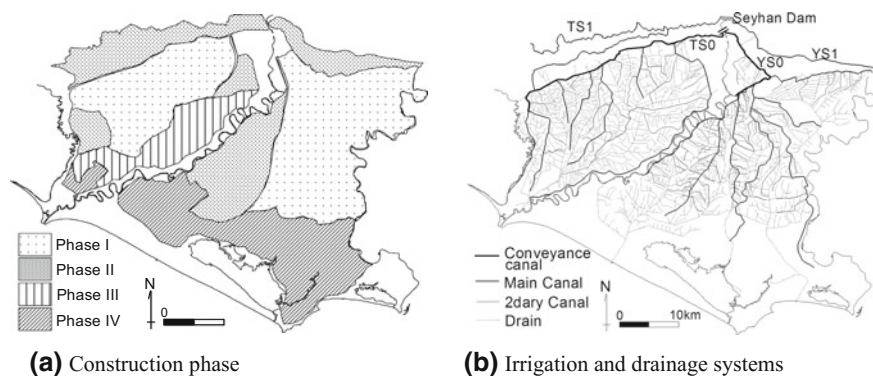 Phase I
Phase II
Phase III
Phase IV
N
0
(a) Construction phase
Seyhan Dam
TS1
TS0
YS1
YS0
Conveyance
canal
Main Canal
2dary Canal
Drain
N
0
10km
(b) Irrigation and drainage systems